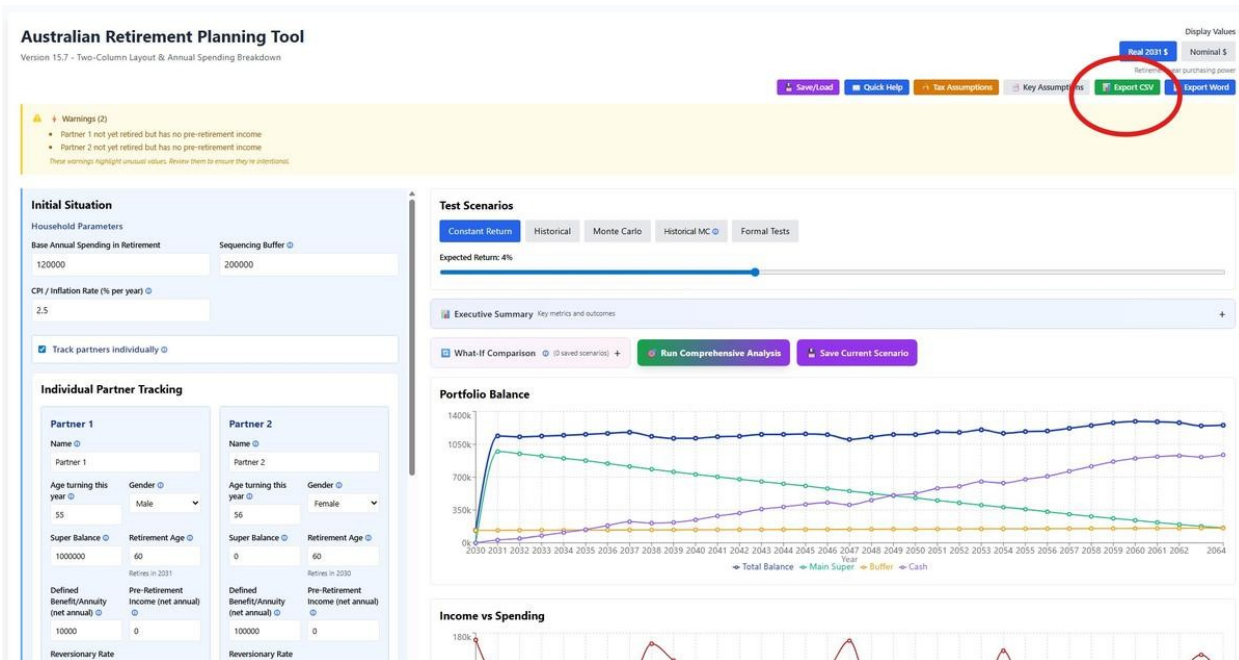 Australian Retirement Planning Tool
Version 15.7 - Two-Column Layout & Annual Spending Breakdown
Display Values
Real 2031 $ Nominal $
Retirement year purchasing power
Save/Load Quick Help Tax Assumptions Key Assumptions Export CSV Export Word
+ Warnings (2)
• Partner 1 not yet retired but has no pre-retirement income
• Partner 2 not yet retired but has no pre-retirement income
These warnings highlight unusual values. Review them to ensure they're intentional.
Initial Situation
Household Parameters
Base Annual Spending in Retirement Sequencing Buffer
120000 200000
CPI / Inflation Rate (% per year)
2.5
Track partners individually
Individual Partner Tracking
Partner 1
Name
Partner 1
Age turning this year Gender
55 Male
Super Balance Retirement Age
1000000 60
Retires in 2031
Defined Benefit/Annuity (net annual) Pre-Retirement Income (net annual)
10000 0
Reversionary Rate
Partner 2
Name
Partner 2
Age turning this year Gender
56 Female
Super Balance Retirement Age
0 60
Retires in 2030
Defined Benefit/Annuity (net annual) Pre-Retirement Income (net annual)
100000 0
Reversionary Rate
Test Scenarios
Constant Return Historical Monte Carlo Historical MC Formal Tests
Expected Return: 4%
Executive Summary Key metrics and outcomes +
What-If Comparison (0 saved scenarios) + Run Comprehensive Analysis Save Current Scenario
Portfolio Balance
1400k
1050k
700k
350k
0k
2030 2031 2032 2033 2034 2035 2036 2037 2038 2039 2040 2041 2042 2043 2044 2045 2046 2047 2048 2049 2050 2051 2052 2053 2054 2055 2056 2057 2058 2059 2060 2061 2062 2064
Year
Total Balance Main Super Buffer Cash
Income vs Spending
180k